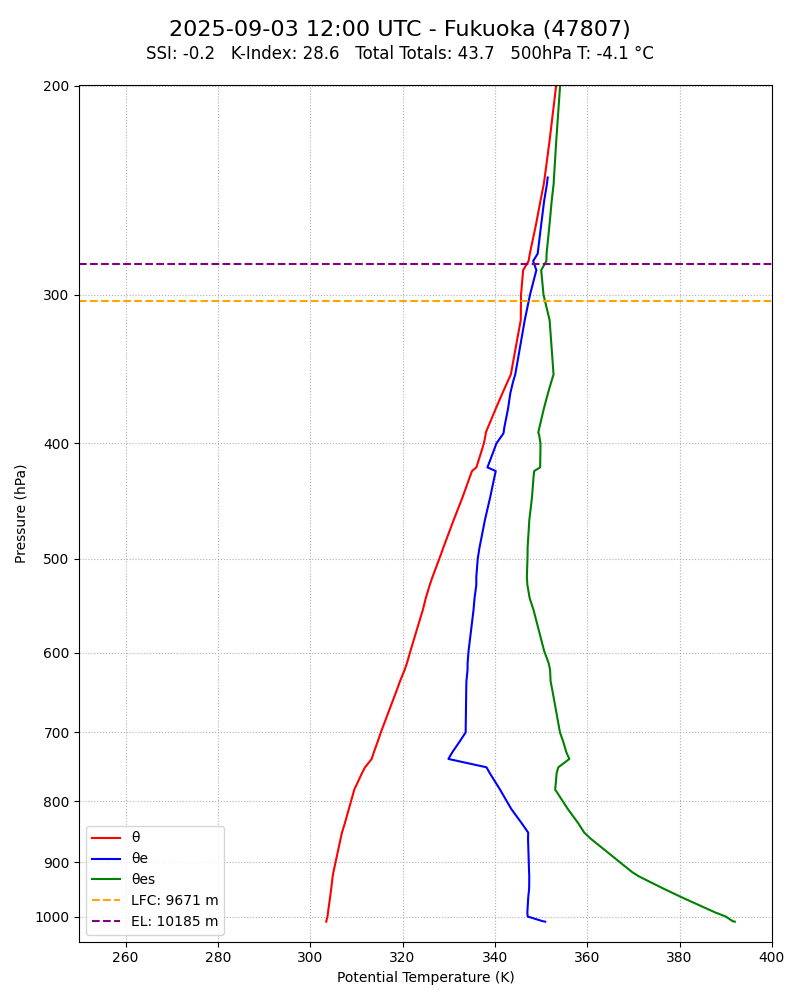 2025-09-03 12:00 UTC - Fukuoka (47807)
SSI: -0.2   K-Index: 28.6   Total Totals: 43.7   500hPa T: -4.1 °C
200
300
400
500
600
700
800
900
1000
Pressure (hPa)
θ
θe
θes
LFC: 9671 m
EL: 10185 m
260 280 300 320 340 360 380 400
Potential Temperature (K)